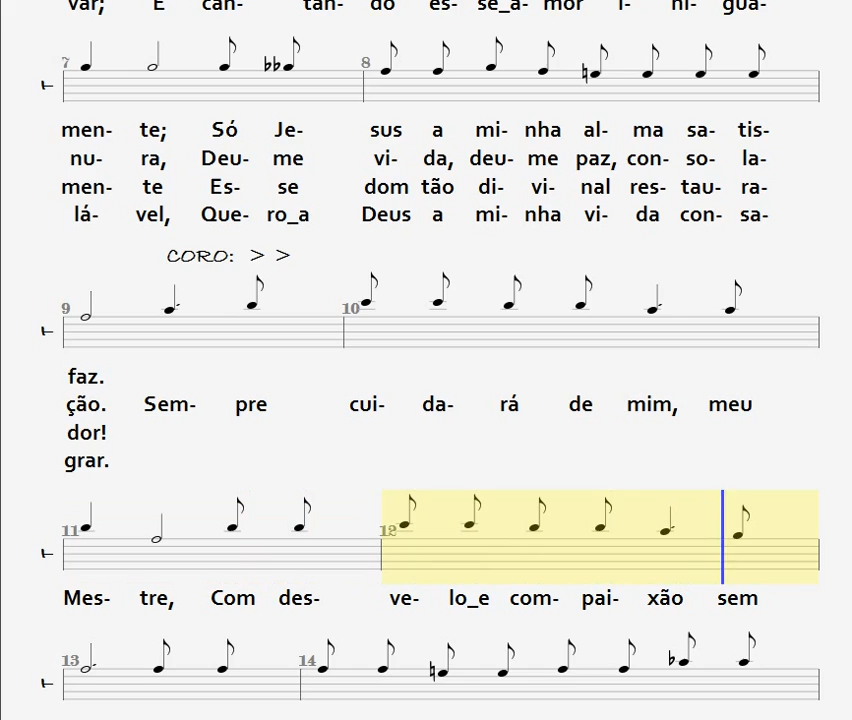 var; E can- tan- do es- se_a- mor i- ni- gua-
7 8
men- te; Só Je- sus a mi- nha al- ma sa- tis-
nu- ra, Deu- me vi- da, deu- me paz, con- so- la-
men- te Es- se dom tão di- vi- nal res- tau- ra-
lá- vel, Que- ro_a Deus a mi- nha vi- da con- sa-
CORO: > >
9 10
faz.
ção. Sem- pre cui- da- rá de mim, meu
dor!
grar.
11 12
Mes- tre, Com des- ve- lo_e com- pai- xão sem
13 14